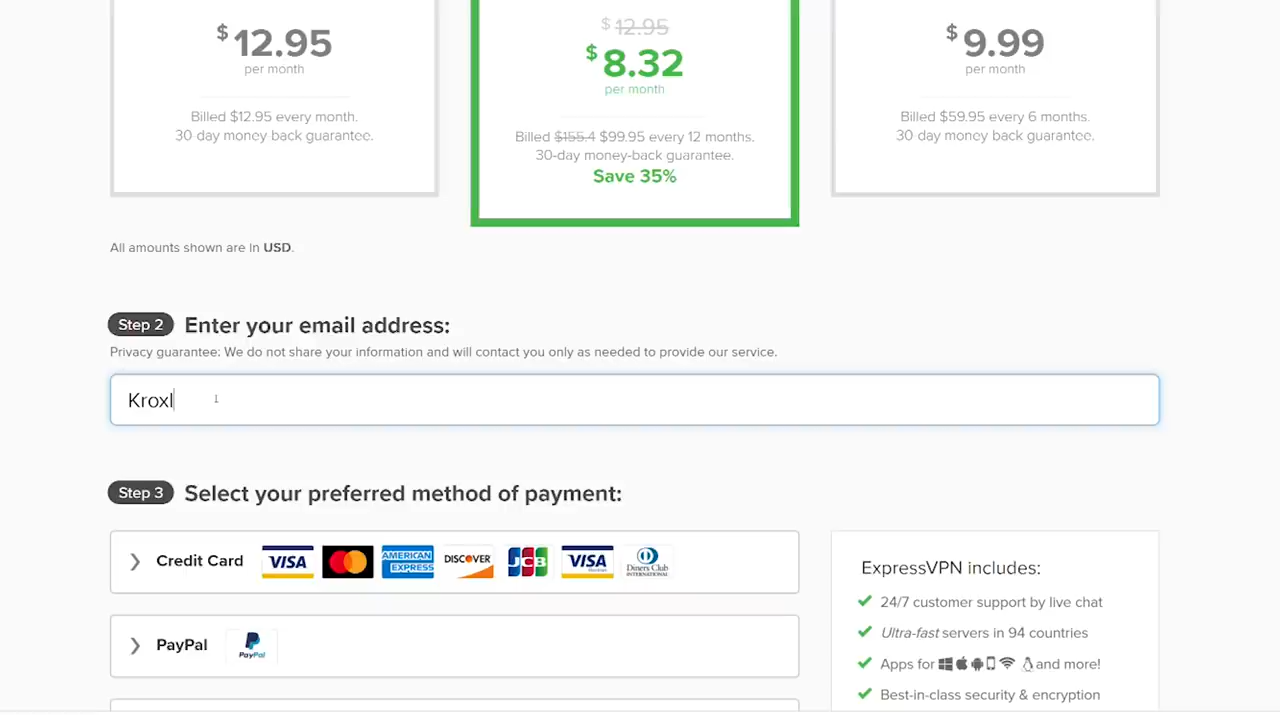 $ 12.95
per month
Billed $12.95 every month.
30-day money back guarantee.
$ 12.95
$ 8.32
per month
Billed $155.4 $99.95 every 12 months.
30-day money-back guarantee.
Save 35%
$ 9.99
per month
Billed $59.95 every 6 months.
30-day money back guarantee.
All amounts shown are in USD.
Step 2 Enter your email address:
Privacy guarantee: We do not share your information and will contact you only as needed to provide our service.
Kroxl
Step 3 Select your preferred method of payment:
Credit Card VISA AMERICAN EXPRESS DISCOVER JCB VISA Diners Club INTERNATIONAL
PayPal PayPal
ExpressVPN includes:
24/7 customer support by live chat
Ultra-fast servers in 94 countries
Apps for and more!
Best-in-class security & encryption